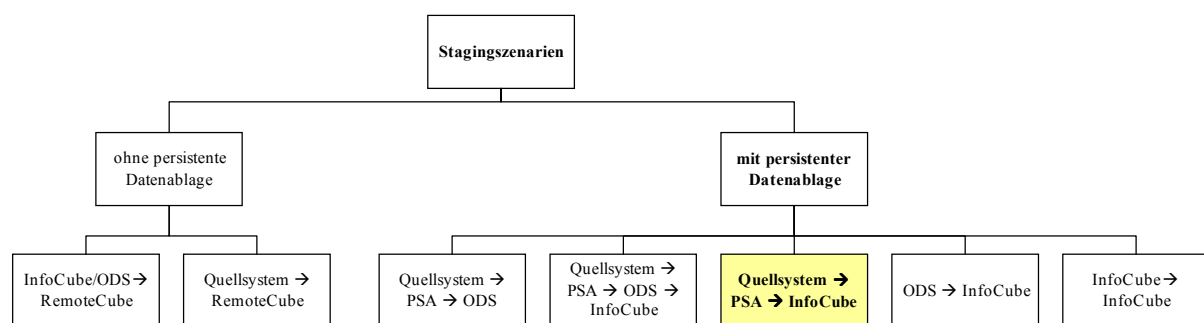 Stagingszenarien
ohne persistente
Datenablage
mit persistenter
Datenablage
InfoCube/ODS →
RemoteCube
Quellsystem →
RemoteCube
Quellsystem →
PSA → ODS
Quellsystem →
PSA → ODS →
InfoCube
Quellsystem →
PSA → InfoCube
ODS → InfoCube
InfoCube →
InfoCube